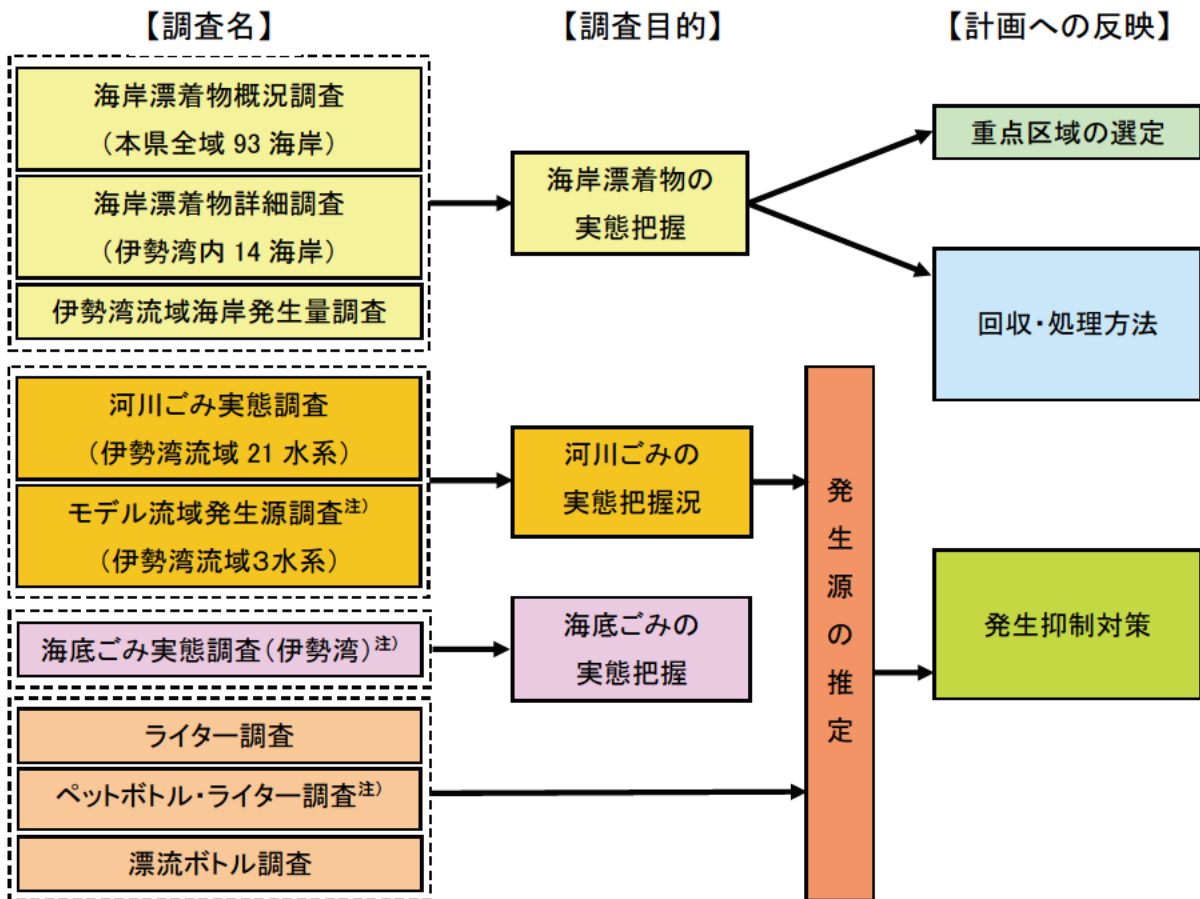 【調査名】
【調査目的】
【計画への反映】
海岸漂着物概況調査
（本県全域 93 海岸）
海岸漂着物詳細調査
（伊勢湾内 14 海岸）
伊勢湾流域海岸発生量調査
海岸漂着物の
実態把握
重点区域の選定
回収・処理方法
河川ごみ実態調査
（伊勢湾流域 21 水系）
モデル流域発生源調査注）
（伊勢湾流域３水系）
河川ごみの
実態把握況
発生源の推定
発生抑制対策
海底ごみ実態調査（伊勢湾）注）
海底ごみの
実態把握
ライター調査
ペットボトル・ライター調査注）
漂流ボトル調査